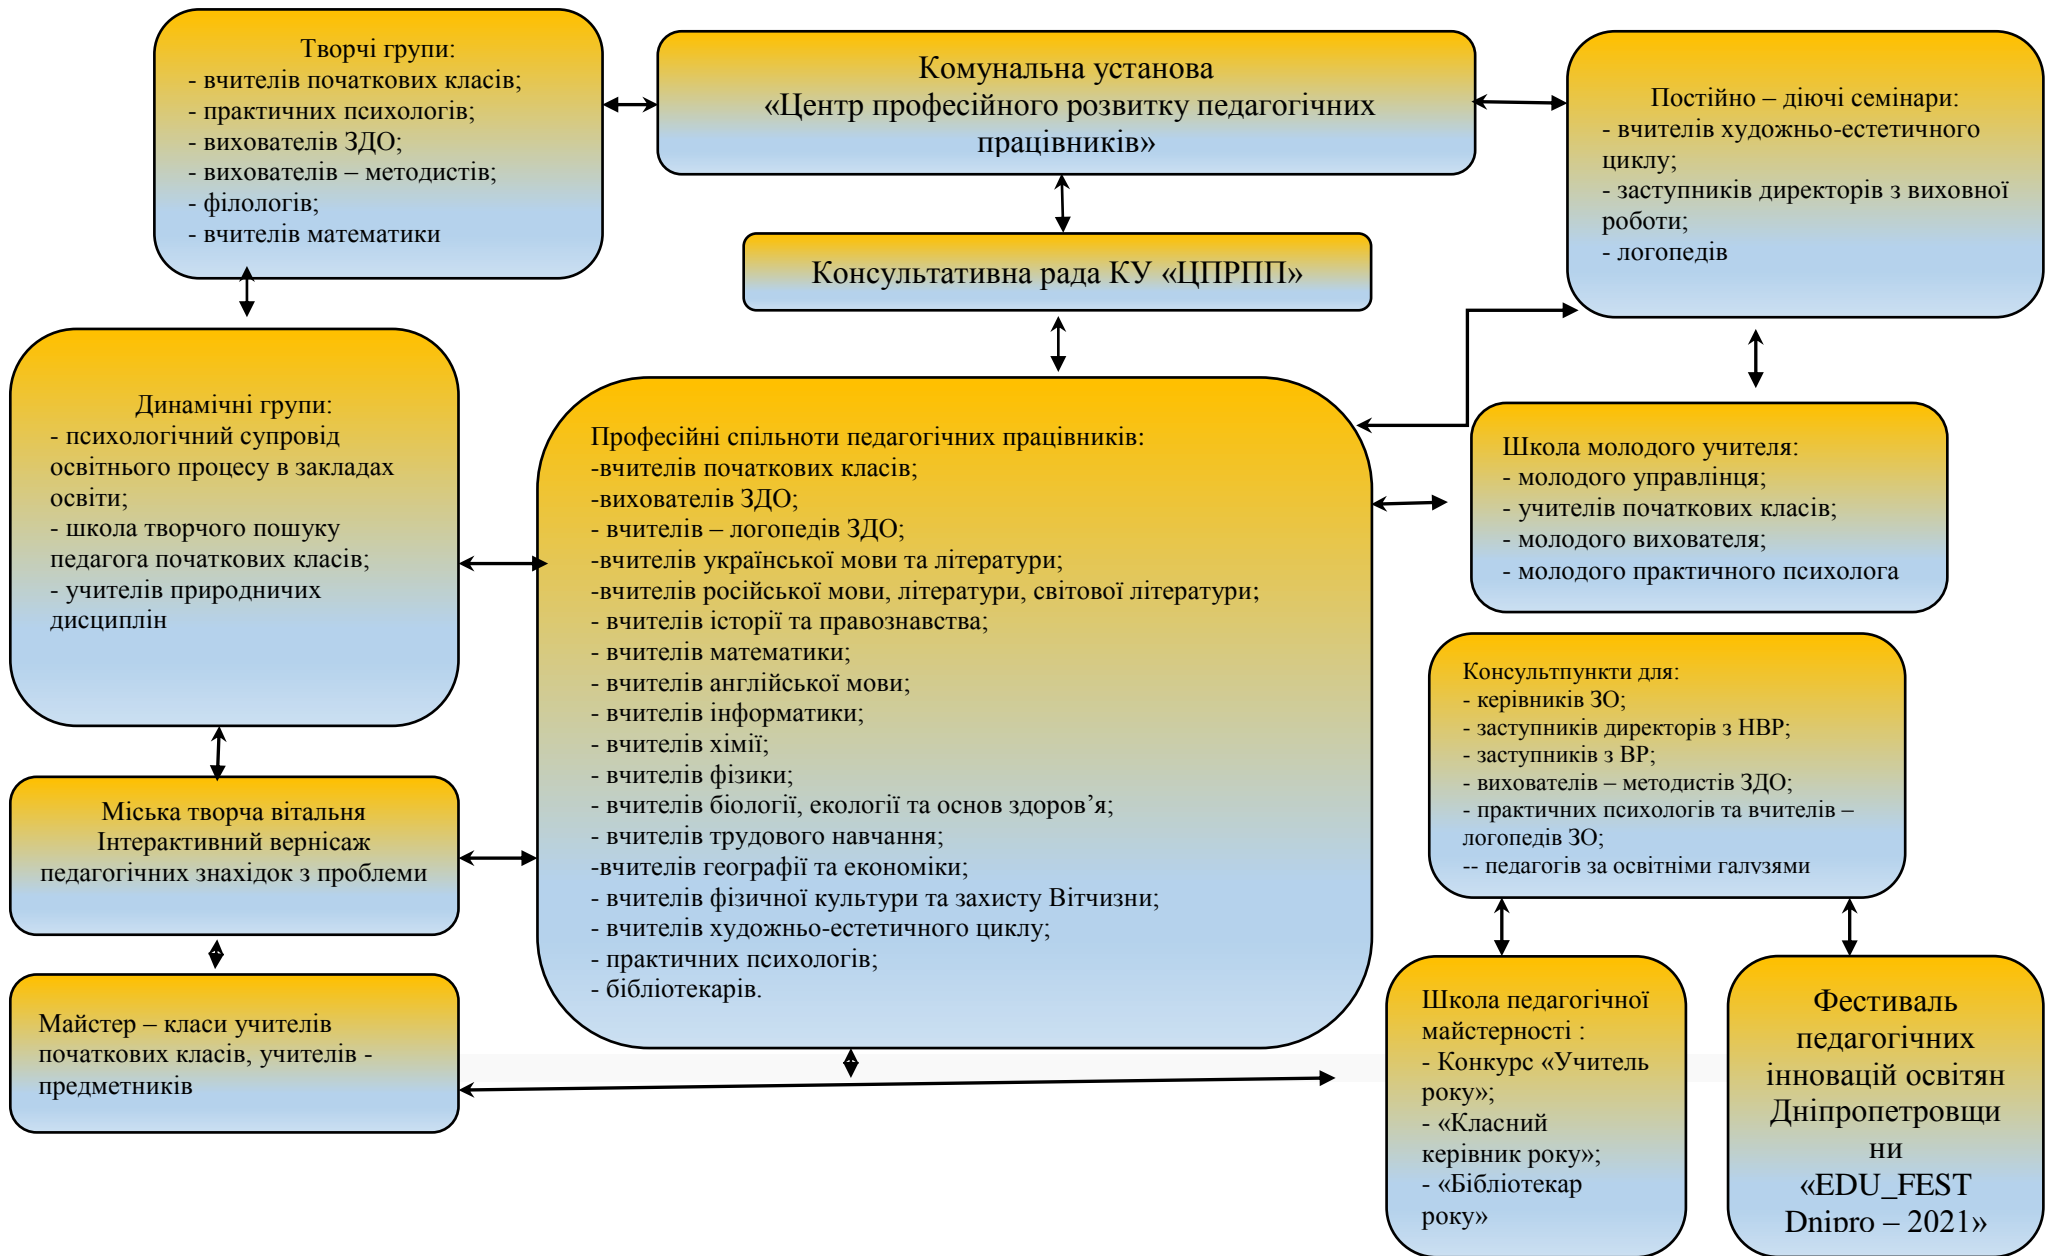 Творчі групи:
- вчителів початкових класів;
- практичних психологів;
- вихователів ЗДО;
- вихователів – методистів;
- філологів;
- вчителів математики
Комунальна установа
«Центр професійного розвитку педагогічних
працівників»
Постійно – діючі семінари:
- вчителів художньо-естетичного
циклу;
- заступників директорів з виховної
роботи;
- логопедів
Консультативна рада КУ «ЦПРПП»
Динамічні групи:
- психологічний супровід
освітнього процесу в закладах
освіти;
- школа творчого пошуку
педагога початкових класів;
- учителів природничих
дисциплін
Професійні спільноти педагогічних працівників:
-вчителів початкових класів;
-вихователів ЗДО;
- вчителів – логопедів ЗДО;
-вчителів української мови та літератури;
-вчителів російської мови, літератури, світової літератури;
- вчителів історії та правознавства;
- вчителів математики;
- вчителів англійської мови;
- вчителів інформатики;
- вчителів хімії;
- вчителів фізики;
- вчителів біології, екології та основ здоров’я;
- вчителів трудового навчання;
-вчителів географії та економіки;
- вчителів фізичної культури та захисту Вітчизни;
- вчителів художньо-естетичного циклу;
- практичних психологів;
- бібліотекарів.
Школа молодого учителя:
- молодого управлінця;
- учителів початкових класів;
- молодого вихователя;
- молодого практичного психолога
Консультпункти для:
- керівників ЗО;
- заступників директорів з НВР;
- заступників з ВР;
- вихователів – методистів ЗДО;
- практичних психологів та вчителів –
логопедів ЗО;
-- педагогів за освітніми галузями
Міська творча вітальня
Інтерактивний вернісаж
педагогічних знахідок з проблеми
Майстер – класи учителів
початкових класів, учителів -
предметників
Школа педагогічної
майстерності :
- Конкурс «Учитель
року»;
- «Класний
керівник року»;
- «Бібліотекар
року»
Фестиваль
педагогічних
інновацій освітян
Дніпропетровщи
ни
«EDU_FEST
Dnipro – 2021»